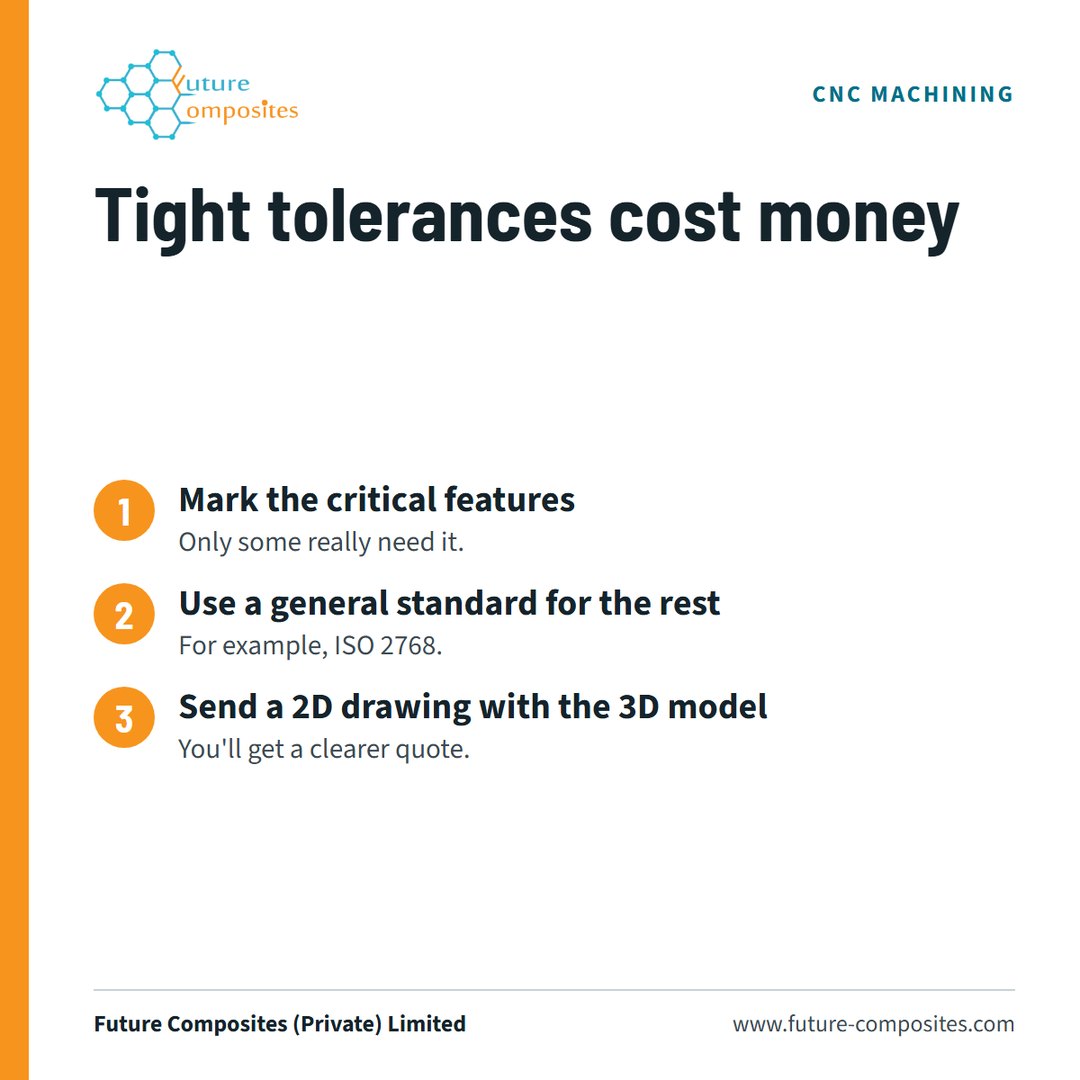 Future
Composites
CNC MACHINING
Tight tolerances cost money
1
Mark the critical features
Only some really need it.
2
Use a general standard for the rest
For example, ISO 2768.
3
Send a 2D drawing with the 3D model
You'll get a clearer quote.
Future Composites (Private) Limited
www.future-composites.com